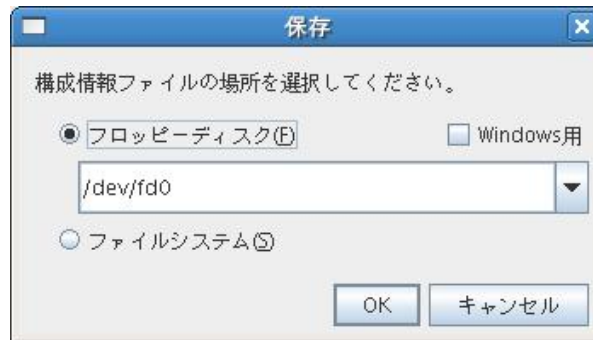 保存
構成情報ファイルの場所を選択してください。
フロッピーディスク(F) Windows用
/dev/fd0
ファイルシステム(S)
OK キャンセル